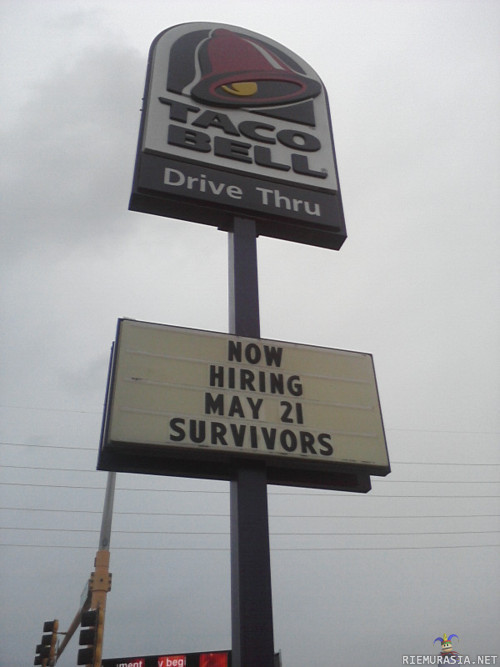 TACO
BELL
Drive Thru
NOW
HIRING
MAY 21
SURVIVORS
RIEMURASIA.NET